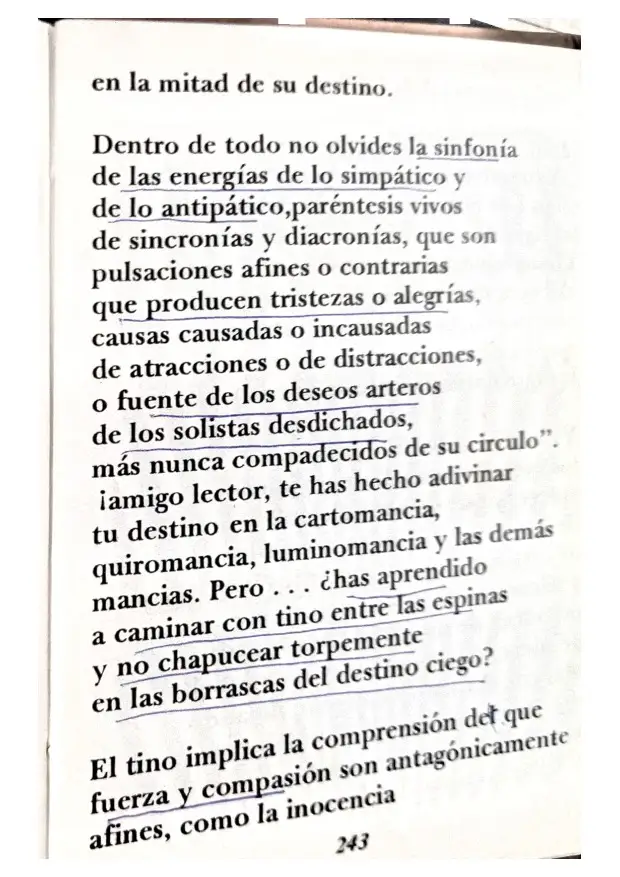 en la mitad de su destino.
Dentro de todo no olvides la sinfonía
de las energías de lo simpático y
de lo antipático,paréntesis vivos
de sincronías y diacronías, que son
pulsaciones afines o contrarias
que producen tristezas o alegrías,
causas causadas o incausadas
de atracciones o de distracciones,
o fuente de los deseos arteros
de los solistas desdichados,
más nunca compadecidos de su circulo”.
¡amigo lector, te has hecho adivinar
tu destino en la cartomancia,
quiromancia, luminomancia y las demás
mancias. Pero . . . ¿has aprendido
a caminar con tino entre las espinas
y no chapucear torpemente
en las borrascas del destino ciego?
El tino implica la comprensión del que
fuerza y compasión son antagónicamente
afines, como la inocencia
243